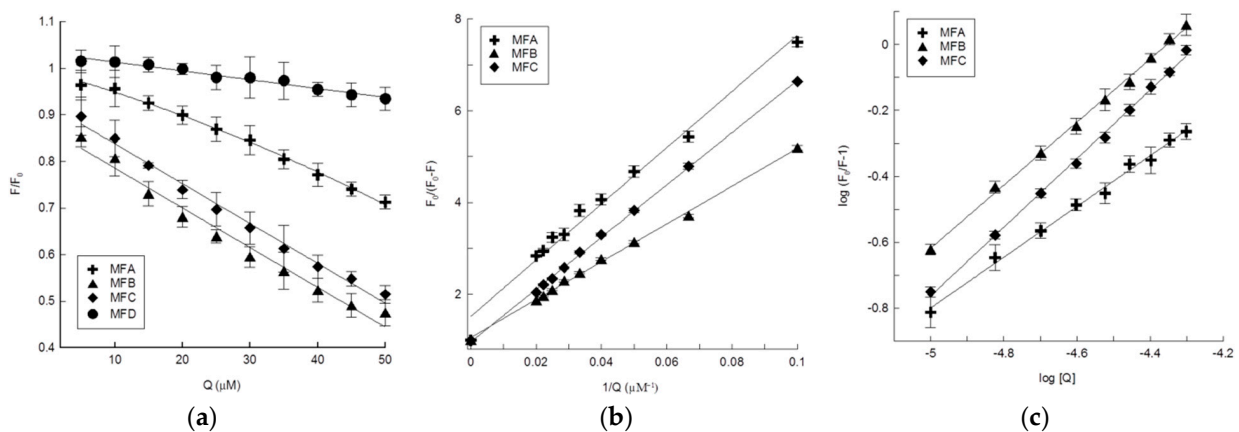 1.1
1
0.9
0.8
0.7
0.6
0.5
0.4
F/F₀
MFA
MFB
MFC
MFD
10 20 30 40 50
Q (μM)
(a)
8
6
4
2
F₀/(F₀-F)
MFA
MFB
MFC
0 0.02 0.04 0.06 0.08 0.1
1/Q (μM⁻¹)
(b)
0
-0.2
-0.4
-0.6
-0.8
log (F₀/F-1)
MFA
MFB
MFC
-5 -4.8 -4.6 -4.4 -4.2
log [Q]
(c)